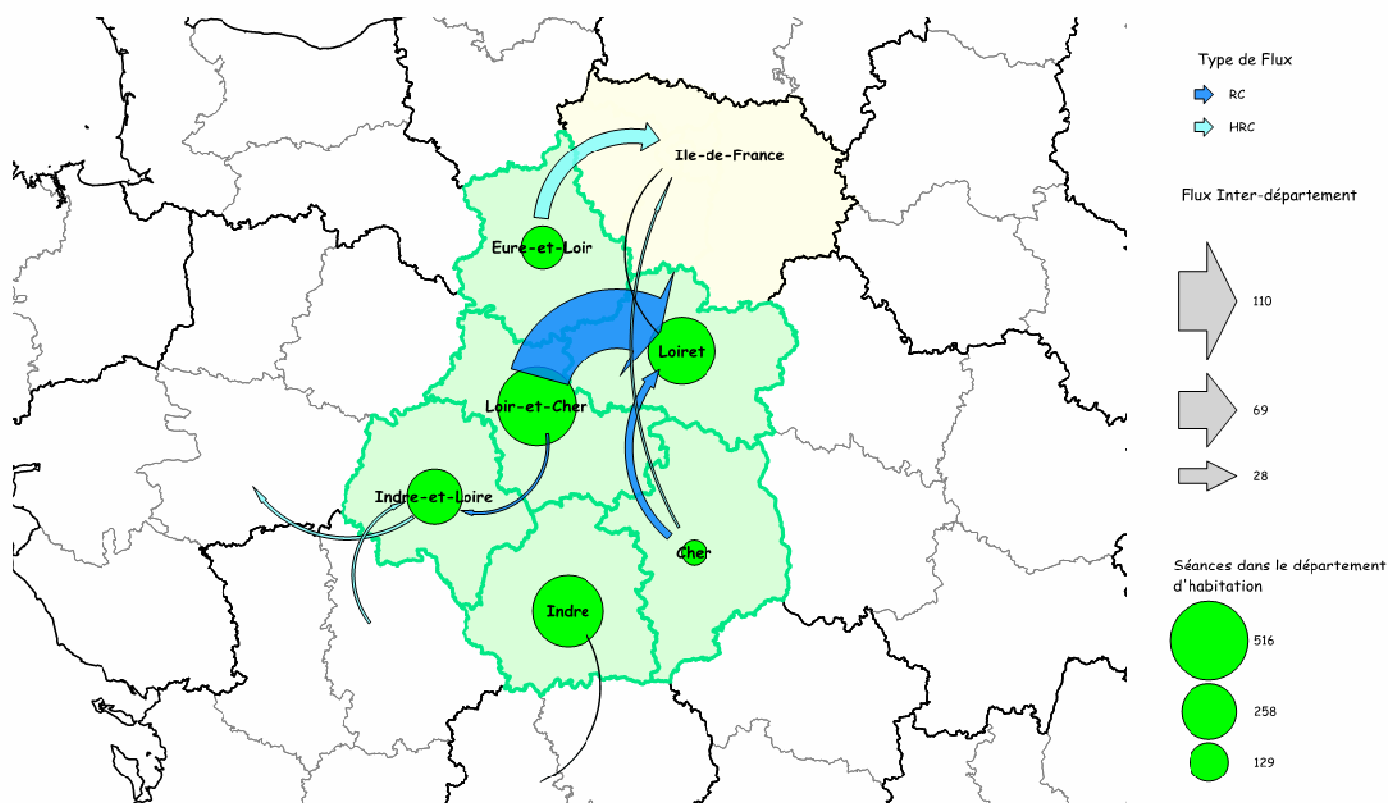 Ile-de-France
Eure-et-Loir
Loiret
Loir-et-Cher
Indre-et-Loire
Cher
Indre
Type de Flux
RC
HRC
Flux Inter-département
110
69
28
Séances dans le département
d'habitation
516
258
129